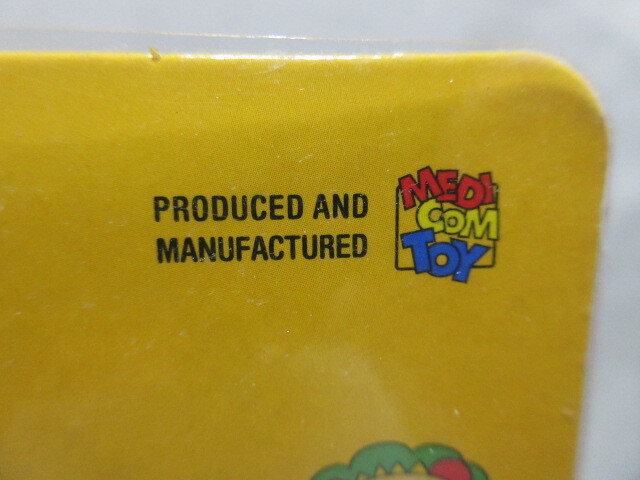 PRODUCED AND
MANUFACTURED
MEDI
COM
TOY